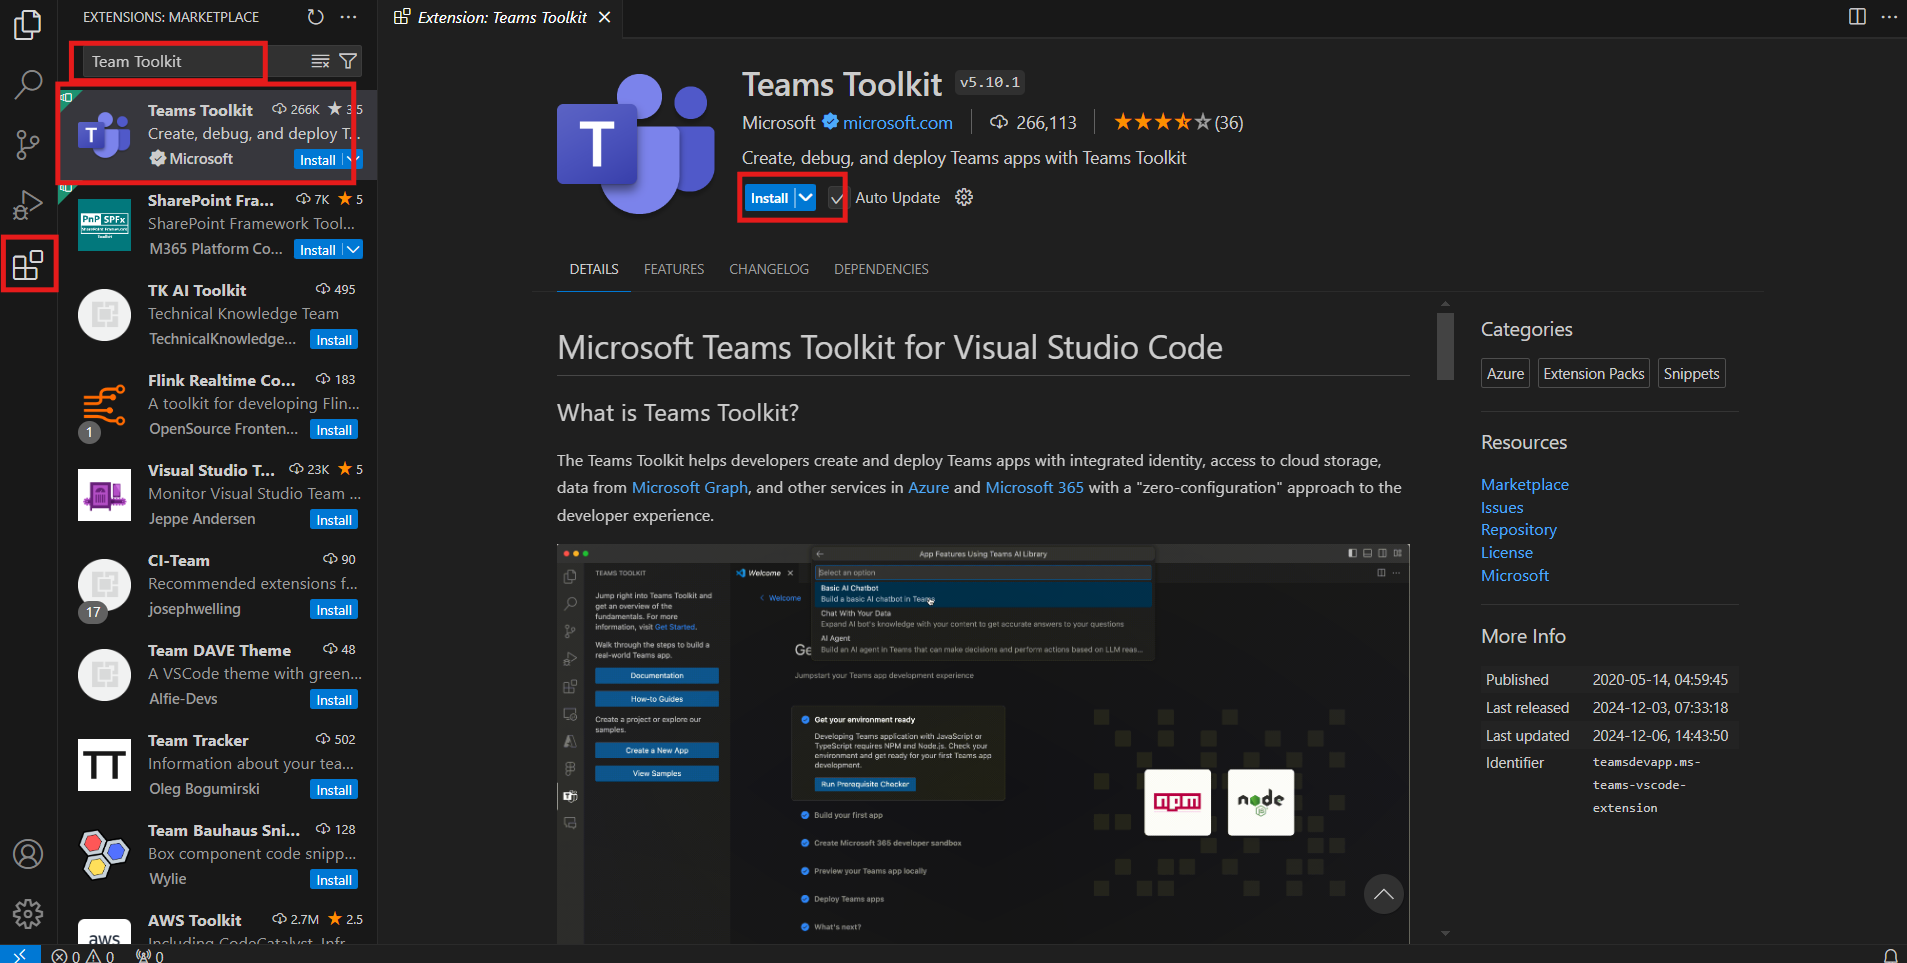 EXTENSIONS: MARKETPLACE
Team Toolkit
Teams Toolkit 266K 3.5
Create, debug, and deploy T...
Microsoft Install
SharePoint Fra... 7K 5
SharePoint Framework Tool...
M365 Platform Co... Install
TK AI Toolkit 495
Technical Knowledge Team
TechnicalKnowledge... Install
Flink Realtime Co... 183
A toolkit for developing Flin...
OpenSource Fronten... Install
1
Visual Studio T... 23K 5
Monitor Visual Studio Team ...
Jeppe Andersen Install
CI-Team 90
Recommended extensions f...
josephwelling Install
17
Team DAVE Theme 48
A VSCode theme with green...
Alfie-Devs Install
Team Tracker 502
Information about your tea...
Oleg Bogumirski Install
Team Bauhaus Sni... 128
Box component code snipp...
Wylie Install
AWS Toolkit 2.7M 2.5
aws
Including CodeCatalyst, Infr
0 0 0
Extension: Teams Toolkit
T
Teams Toolkit v5.10.1
Microsoft microsoft.com 266,113 (36)
Create, debug, and deploy Teams apps with Teams Toolkit
Install Auto Update
DETAILS FEATURES CHANGELOG DEPENDENCIES
Microsoft Teams Toolkit for Visual Studio Code
What is Teams Toolkit?
The Teams Toolkit helps developers create and deploy Teams apps with integrated identity, access to cloud storage,
data from Microsoft Graph, and other services in Azure and Microsoft 365 with a "zero-configuration" approach to the
developer experience.
App Features Using Teams AI Library
Select an option
Basic AI Chatbot
Build a basic AI chatbot in Teams
Chat With Your Data
Expand AI bot's knowledge with your content to get accurate answers to your questions
AI Agent
Build an AI agent in Teams that can make decisions and perform actions based on LLM reas...
TEAMS TOOLKIT
Jump right into Teams Toolkit and
get an overview of the
fundamentals. For more
information, visit Get Started.
Walk through the steps to build a
real-world Teams app.
Documentation
How-to Guides
Create a project or explore our
samples.
Create a New App
View Samples
Welcome
Welcome
Ge
Jumpstart your Teams app development experience
Get your environment ready
Developing Teams application with JavaScript or
TypeScript requires NPM and Node.js. Check your
environment and get ready for your first Teams app
development.
Run Prerequisite Checker
Build your first app
Create Microsoft 365 developer sandbox
Preview your Teams app locally
Deploy Teams apps
What's next?
npm
node
Categories
Azure Extension Packs Snippets
Resources
Marketplace
Issues
Repository
License
Microsoft
More Info
Published 2020-05-14, 04:59:45
Last released 2024-12-03, 07:33:18
Last updated 2024-12-06, 14:43:50
Identifier teamsdevapp.ms-
teams-vscode-
extension